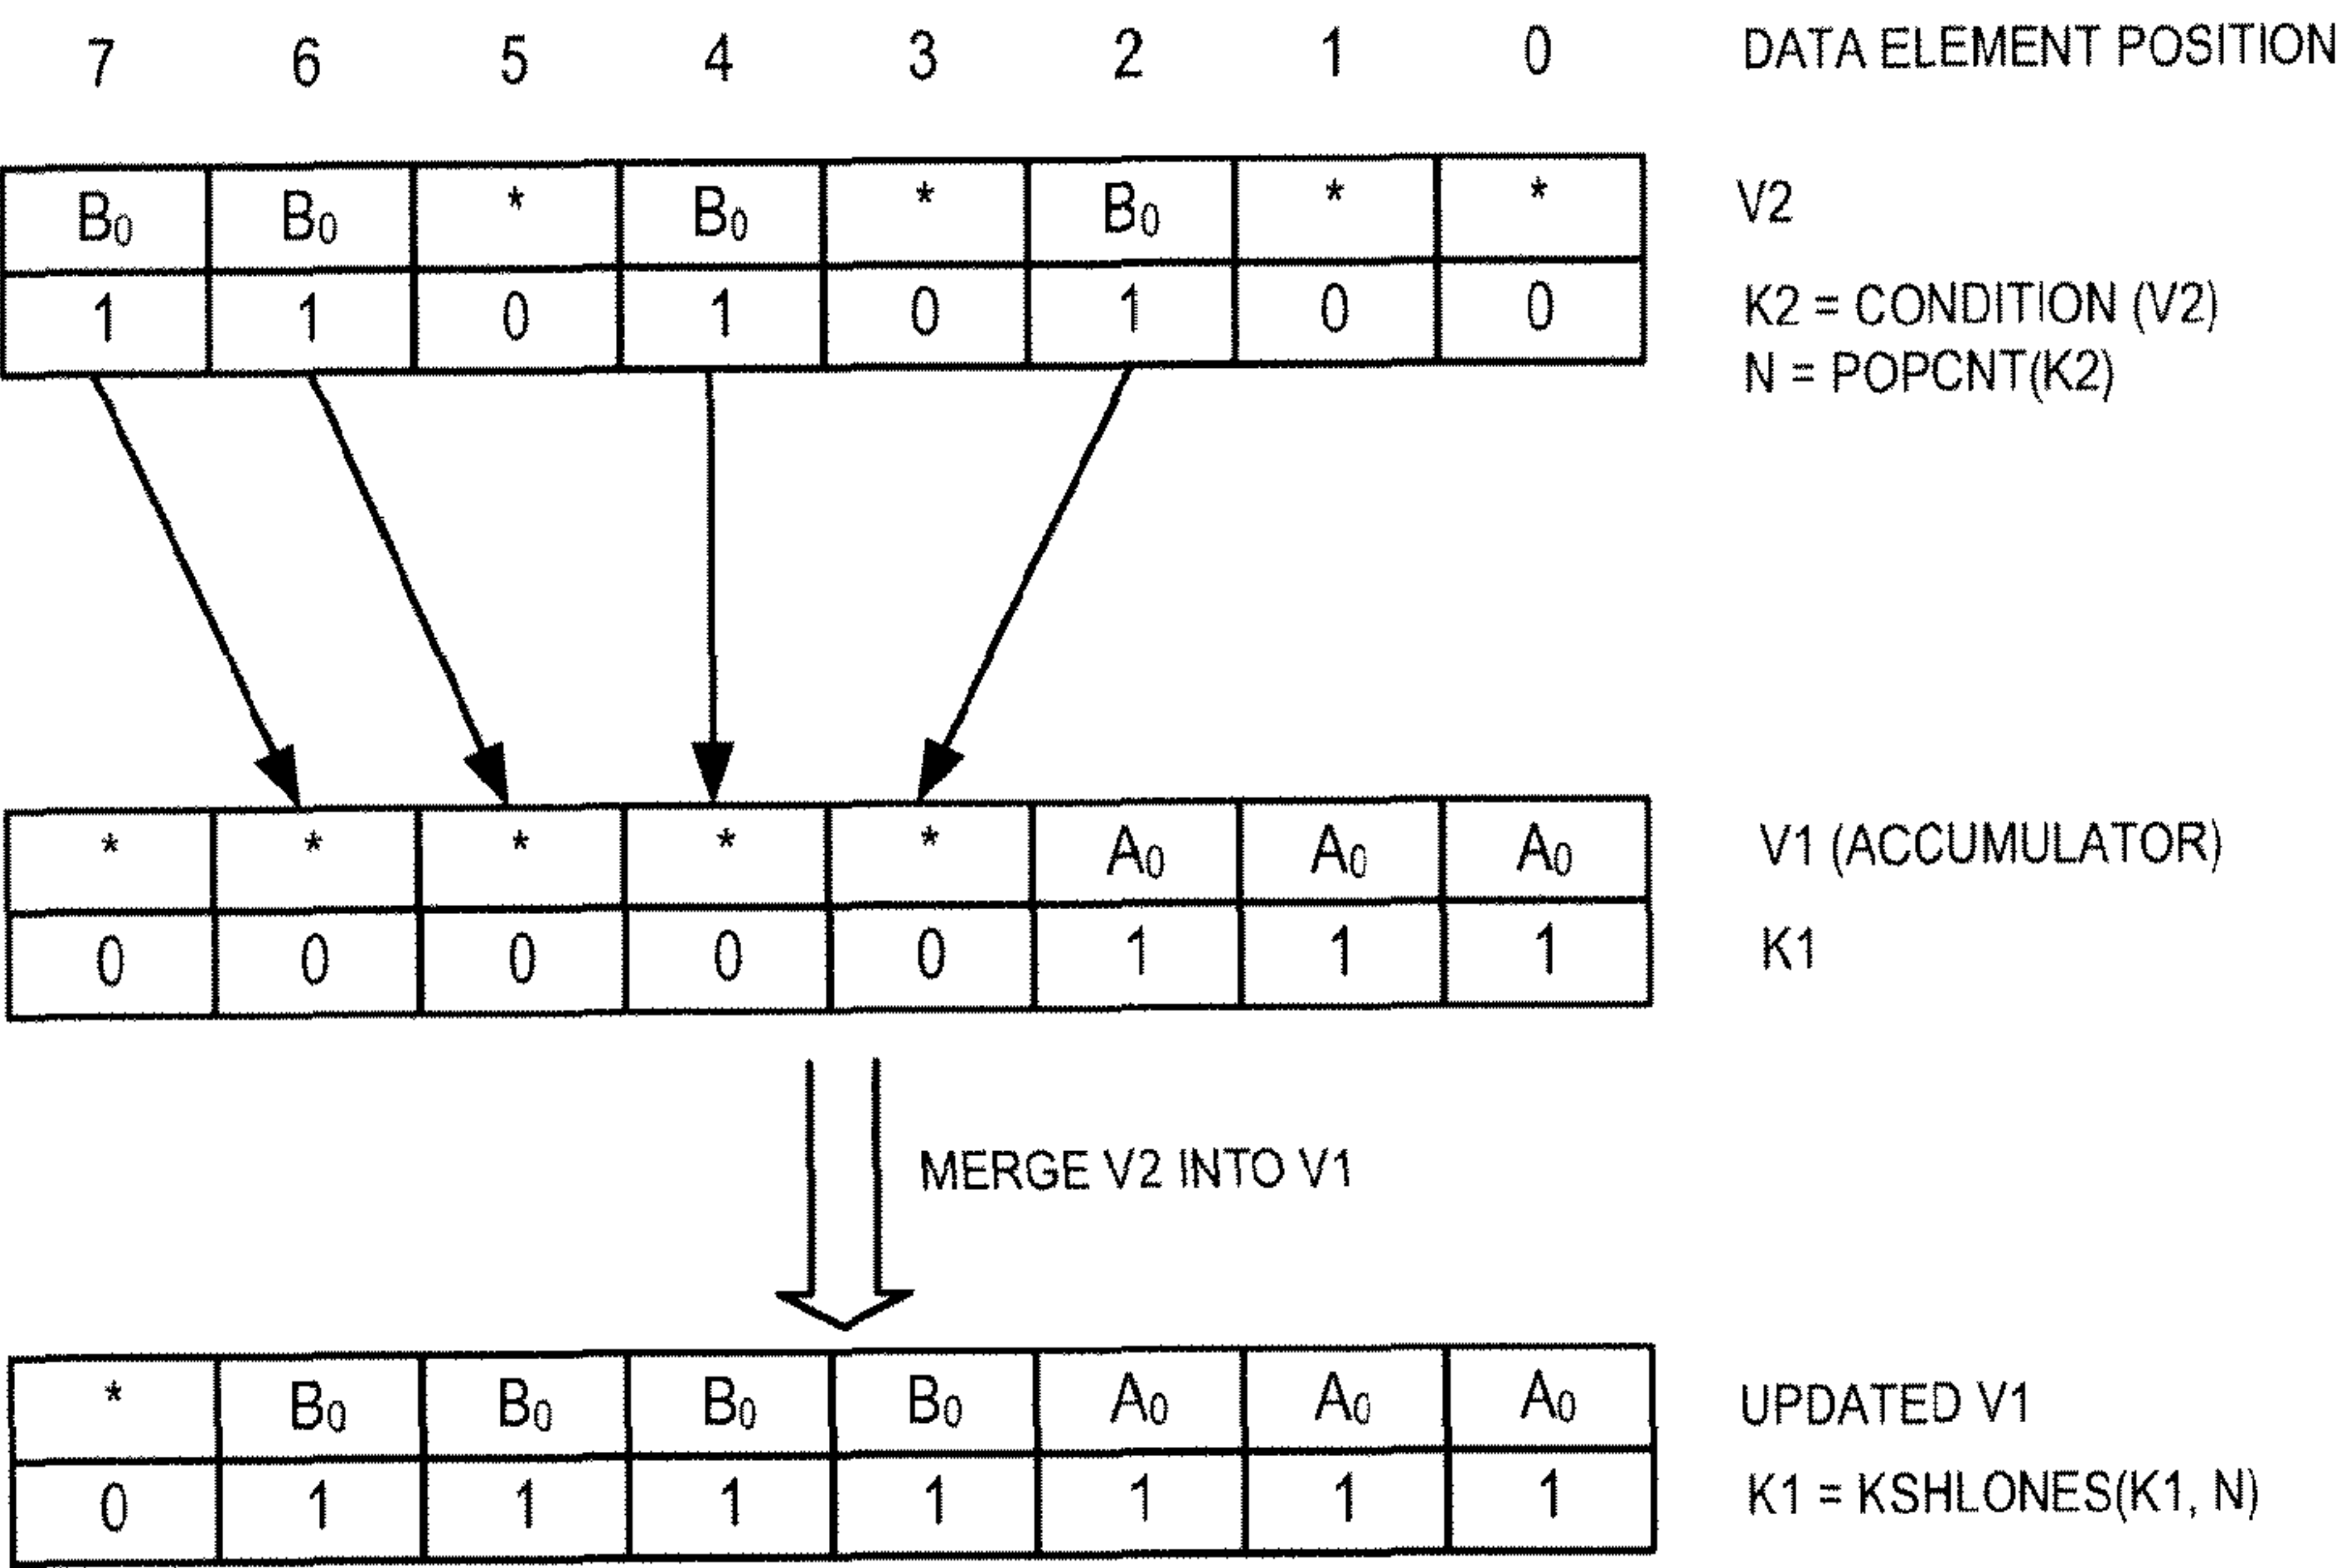 7 6 5 4 3 2 1 0 DATA ELEMENT POSITION
B₀ B₀ * B₀ * B₀ * * V2
1 1 0 1 0 1 0 0 K2 = CONDITION (V2)
N = POPCNT(K2)
* * * * * A₀ A₀ A₀ V1 (ACCUMULATOR)
0 0 0 0 0 1 1 1 K1
MERGE V2 INTO V1
* B₀ B₀ B₀ B₀ A₀ A₀ A₀ UPDATED V1
0 1 1 1 1 1 1 1 K1 = KSHLONES(K1, N)